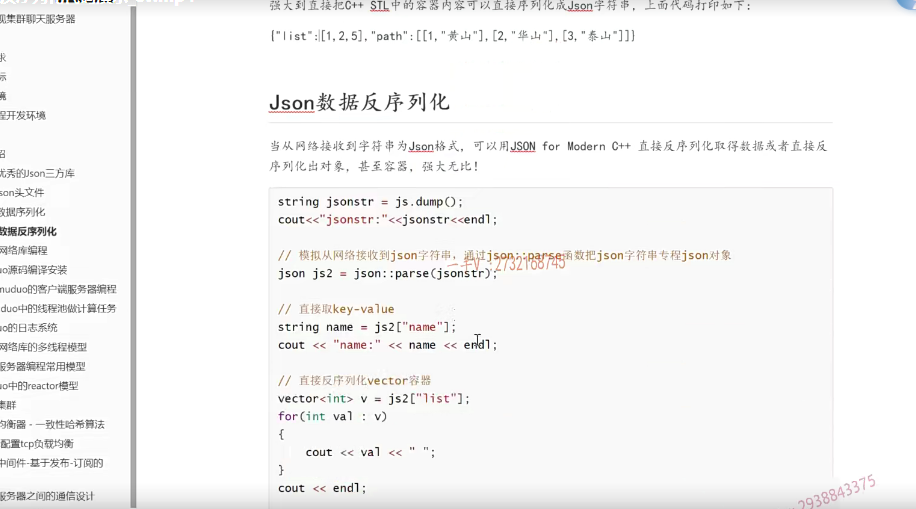 现集群聊天服务器
求
标
境
程开发环境
绍
优秀的Json三方库
son头文件
数据序列化
数据反序列化
网络库编程
uo源码编译安装
muduo的客户端服务器编程
duo中的线程池做计算任务
uo的日志系统
网络库的多线程模型
服务器编程常用模型
uo中的reactor模型
集群
均衡器 - 一致性哈希算法
配置tcp负载均衡
中间件-基于发布-订阅的
服务器之间的通信设计
强大到直接把C++ STL中的容器内容可以直接序列化成Json字符串，上面代码打印如下：
{"list":[1,2,5],"path":[[1,"黄山"],[2,"华山"],[3,"泰山"]]}
Json数据反序列化
当从网络接收到字符串为Json格式，可以用JSON for Modern C++ 直接反序列化取得数据或者直接反
序列化出对象，甚至容器，强大无比！
string jsonstr = js.dump();
cout<<"jsonstr:"<<jsonstr<<endl;
// 模拟从网络接收到json字符串，通过json::parse函数把json字符串专程json对象
json js2 = json::parse(jsonstr);
// 直接取key-value
string name = js2["name"];
cout << "name:" << name << endl;
// 直接反序列化vector容器
vector<int> v = js2["list"];
for(int val : v)
{
cout << val << " ";
}
cout << endl;
一手V：2732168745
2938843375